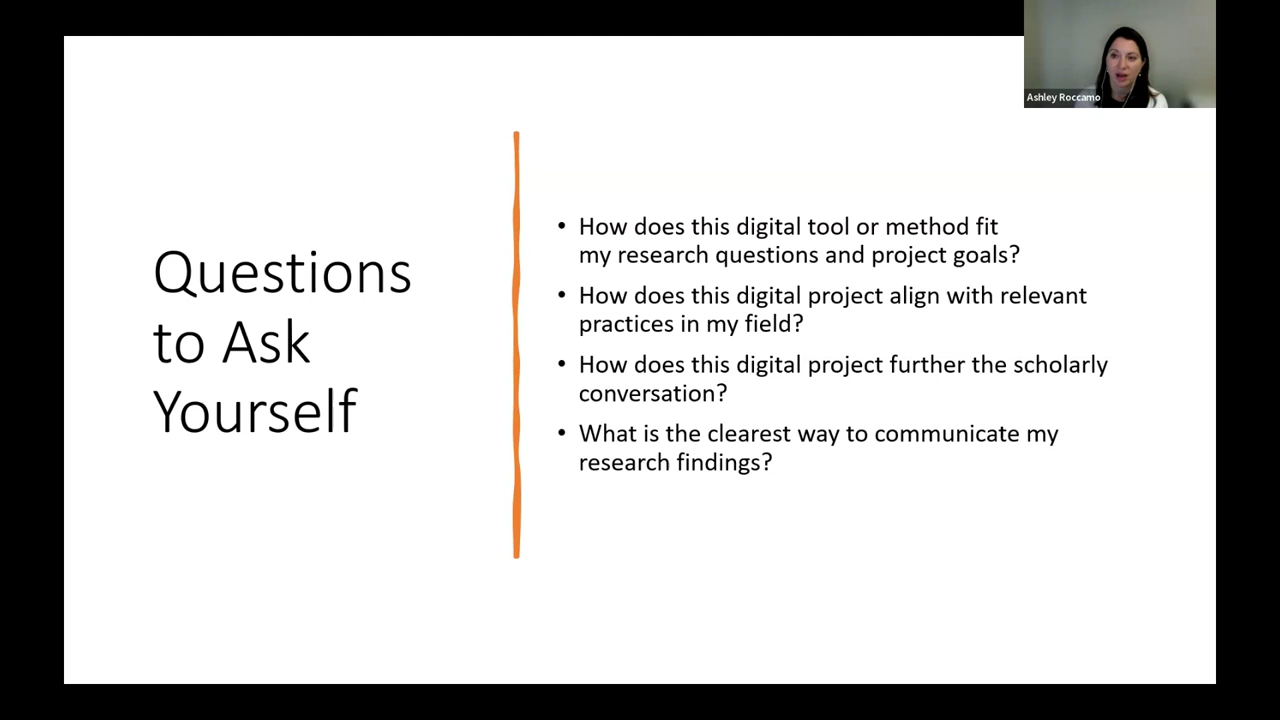 Ashley Roccamo
Questions
to Ask
Yourself
• How does this digital tool or method fit
my research questions and project goals?
• How does this digital project align with relevant
practices in my field?
• How does this digital project further the scholarly
conversation?
• What is the clearest way to communicate my
research findings?